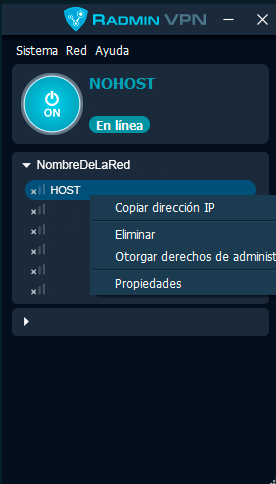 RADMIN VPN
Sistema Red Ayuda
NOHOST
ON
En línea
NombreDeLaRed
HOST
Copiar dirección IP
Eliminar
Otorgar derechos de administ
Propiedades